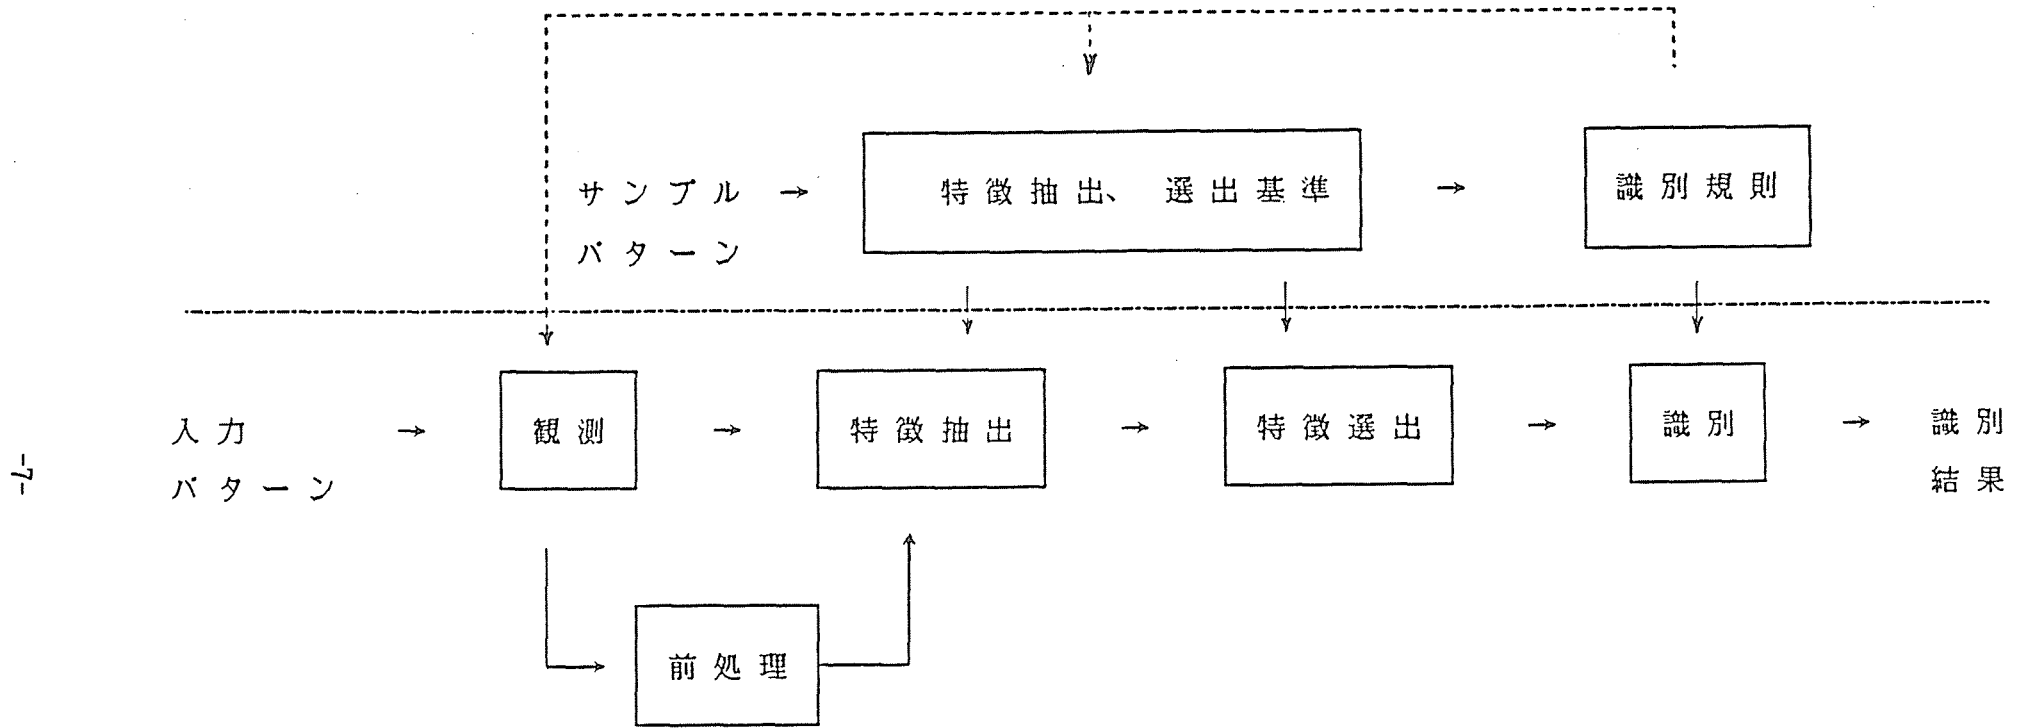 サンプル
パターン
特徴抽出、選出基準
識別規則
入力
パターン
観測
特徴抽出
特徴選出
識別
識別
結果
前処理
-7-